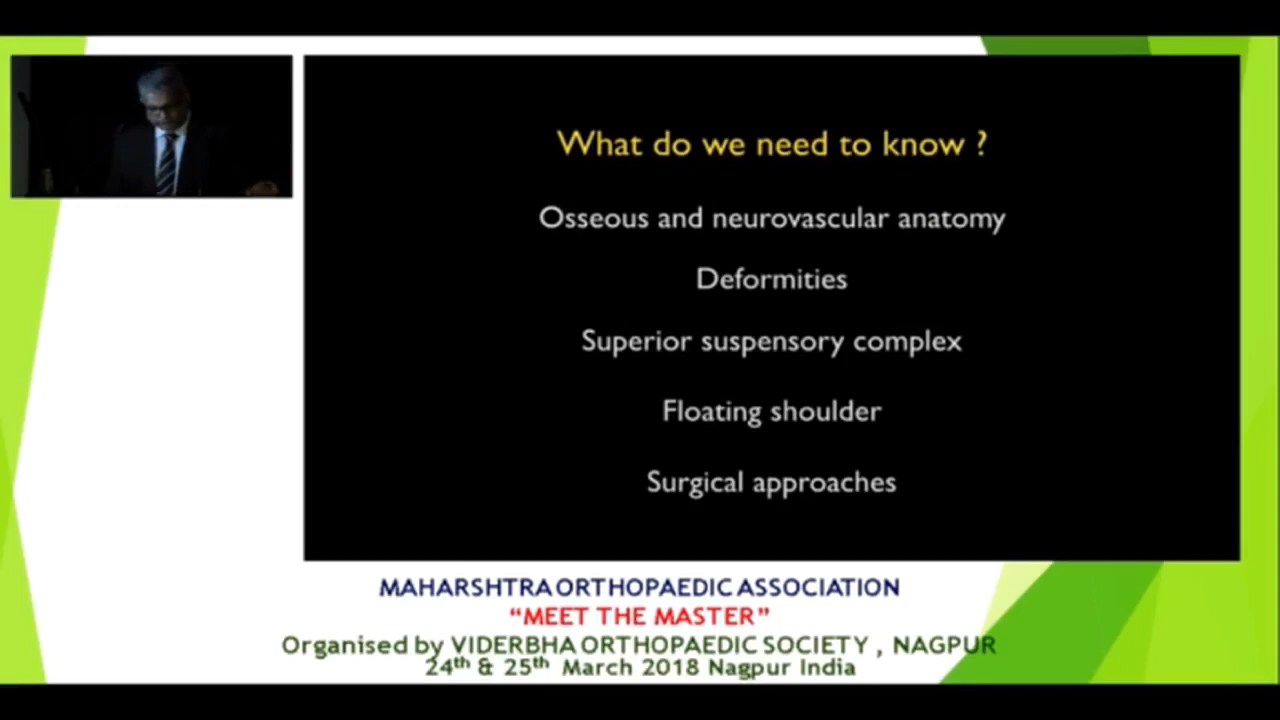 What do we need to know ?
Osseous and neurovascular anatomy
Deformities
Superior suspensory complex
Floating shoulder
Surgical approaches
MAHARSHTRA ORTHOPAEDIC ASSOCIATION
“MEET THE MASTER”
Organised by VIDERBHA ORTHOPAEDIC SOCIETY , NAGPUR
24th & 25th March 2018 Nagpur India